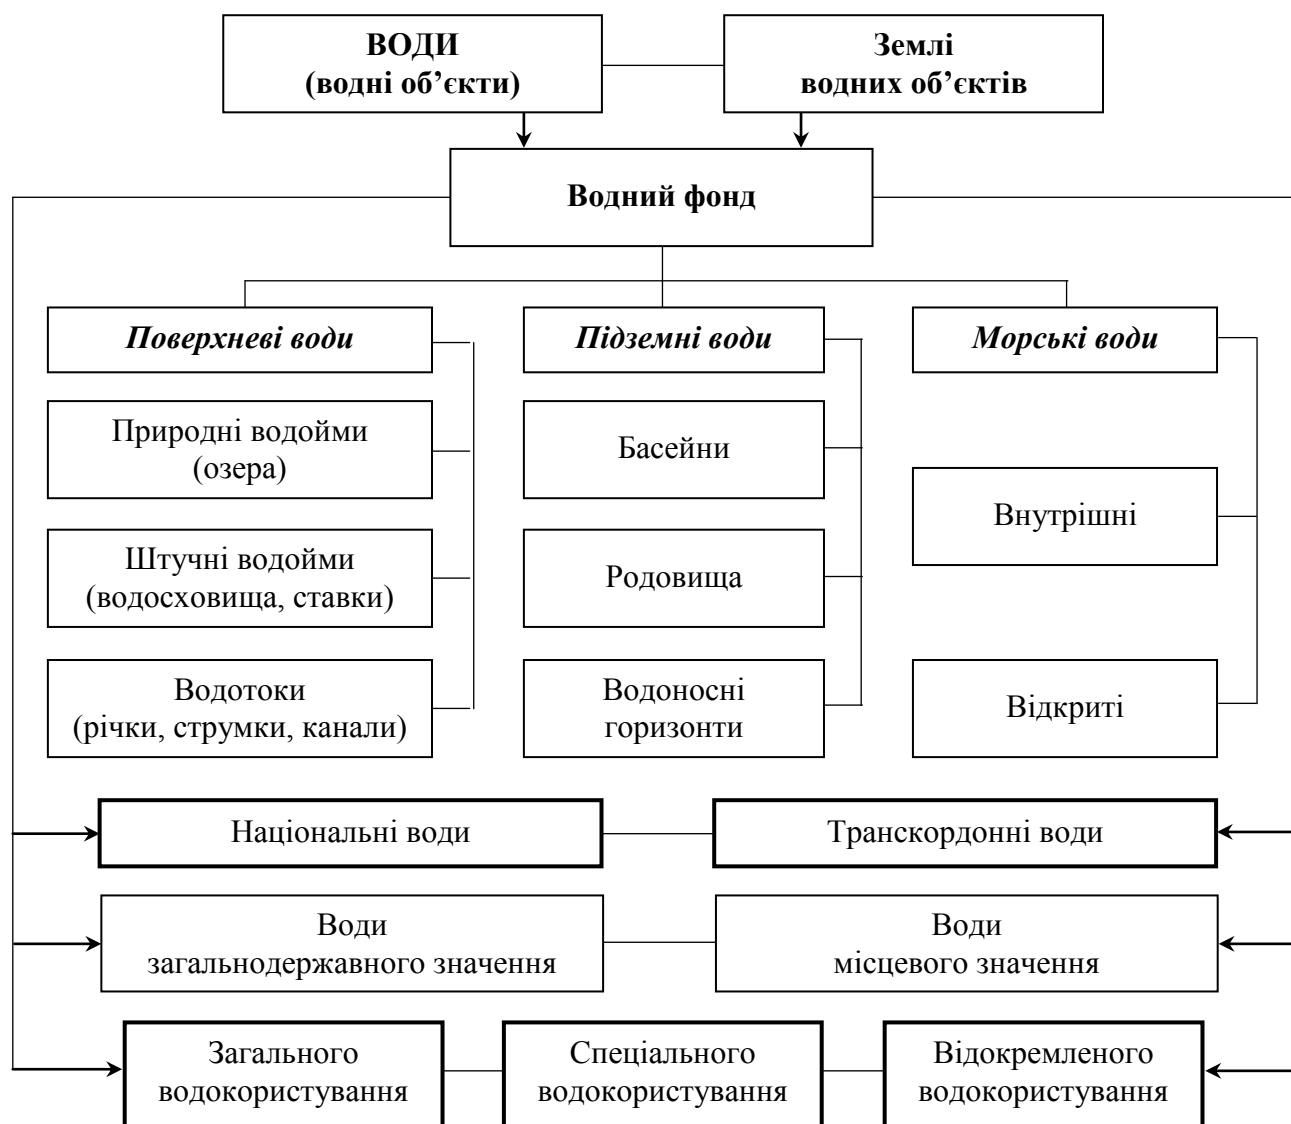 ВОДИ
(водні об’єкти)
Землі
водних об’єктів
Водний фонд
Поверхневі води
Підземні води
Морські води
Природні водойми
(озера)
Басейни
Внутрішні
Штучні водойми
(водосховища, ставки)
Родовища
Водотоки
(річки, струмки, канали)
Водоносні
горизонти
Відкриті
Національні води
Транскордонні води
Води
загальнодержавного значення
Води
місцевого значення
Загального
водокористування
Спеціального
водокористування
Відокремленого
водокористування